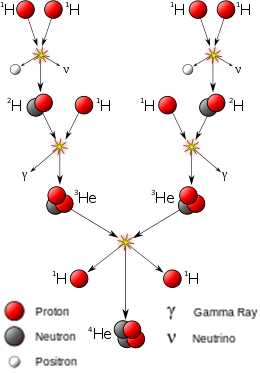 ¹H ¹H ¹H ¹H
ν ν
²H ¹H ¹H ²H
γ γ
³He ³He
¹H ¹H
⁴He
Proton γ Gamma Ray
Neutron ν Neutrino
Positron